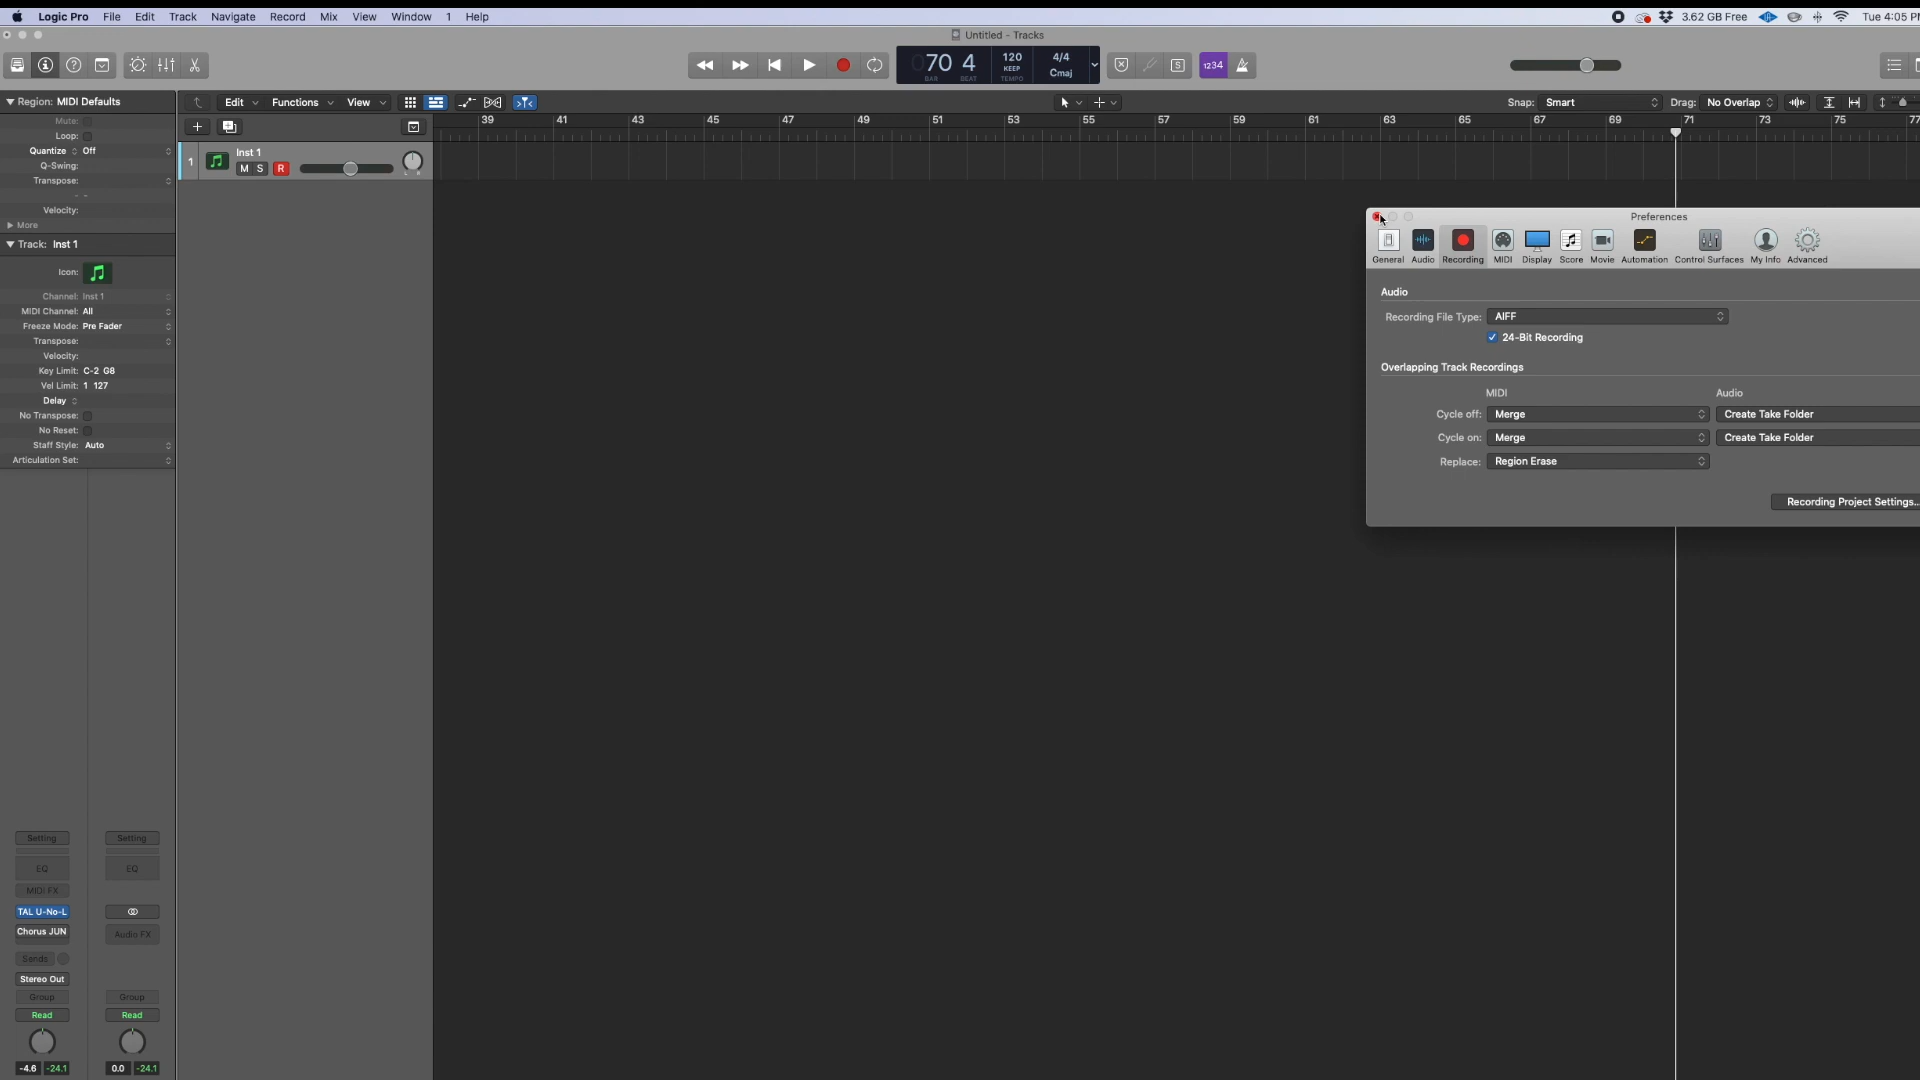 Logic Pro File Edit Track Navigate Record Mix View Window 1 Help 3.62 GB Free Tue 4:05 PM
Untitled - Tracks
070 4 120 4/4
KEEP Cmaj 1234
BAR BEAT TEMPO
Region: MIDI Defaults Edit Functions View Snap: Smart Drag: No Overlap
Mute: 39 41 43 45 47 49 51 53 55 57 59 61 63 65 67 69 71 73 75 77
Loop:
Quantize Off 1 Inst 1
Q-Swing: M S R
L R
Transpose:
Velocity:
More
Track: Inst 1
Icon:
Channel: Inst 1
MIDI Channel: All
Freeze Mode: Pre Fader
Transpose:
Velocity:
Key Limit: C-2 G8
Vel Limit: 1 127
Delay
No Transpose:
No Reset:
Staff Style: Auto
Articulation Set:
Preferences
General Audio Recording MIDI Display Score Movie Automation Control Surfaces My Info Advanced
Audio
Recording File Type: AIFF
24-Bit Recording
Overlapping Track Recordings
MIDI Audio
Cycle off: Merge Create Take Folder
Cycle on: Merge Create Take Folder
Replace: Region Erase
Recording Project Settings...
Setting Setting
EQ EQ
MIDI FX
TAL U-No-L
Chorus JUN Audio FX
Sends
Stereo Out
Group Group
Read Read
-4.6 -24.1 0.0 -24.1